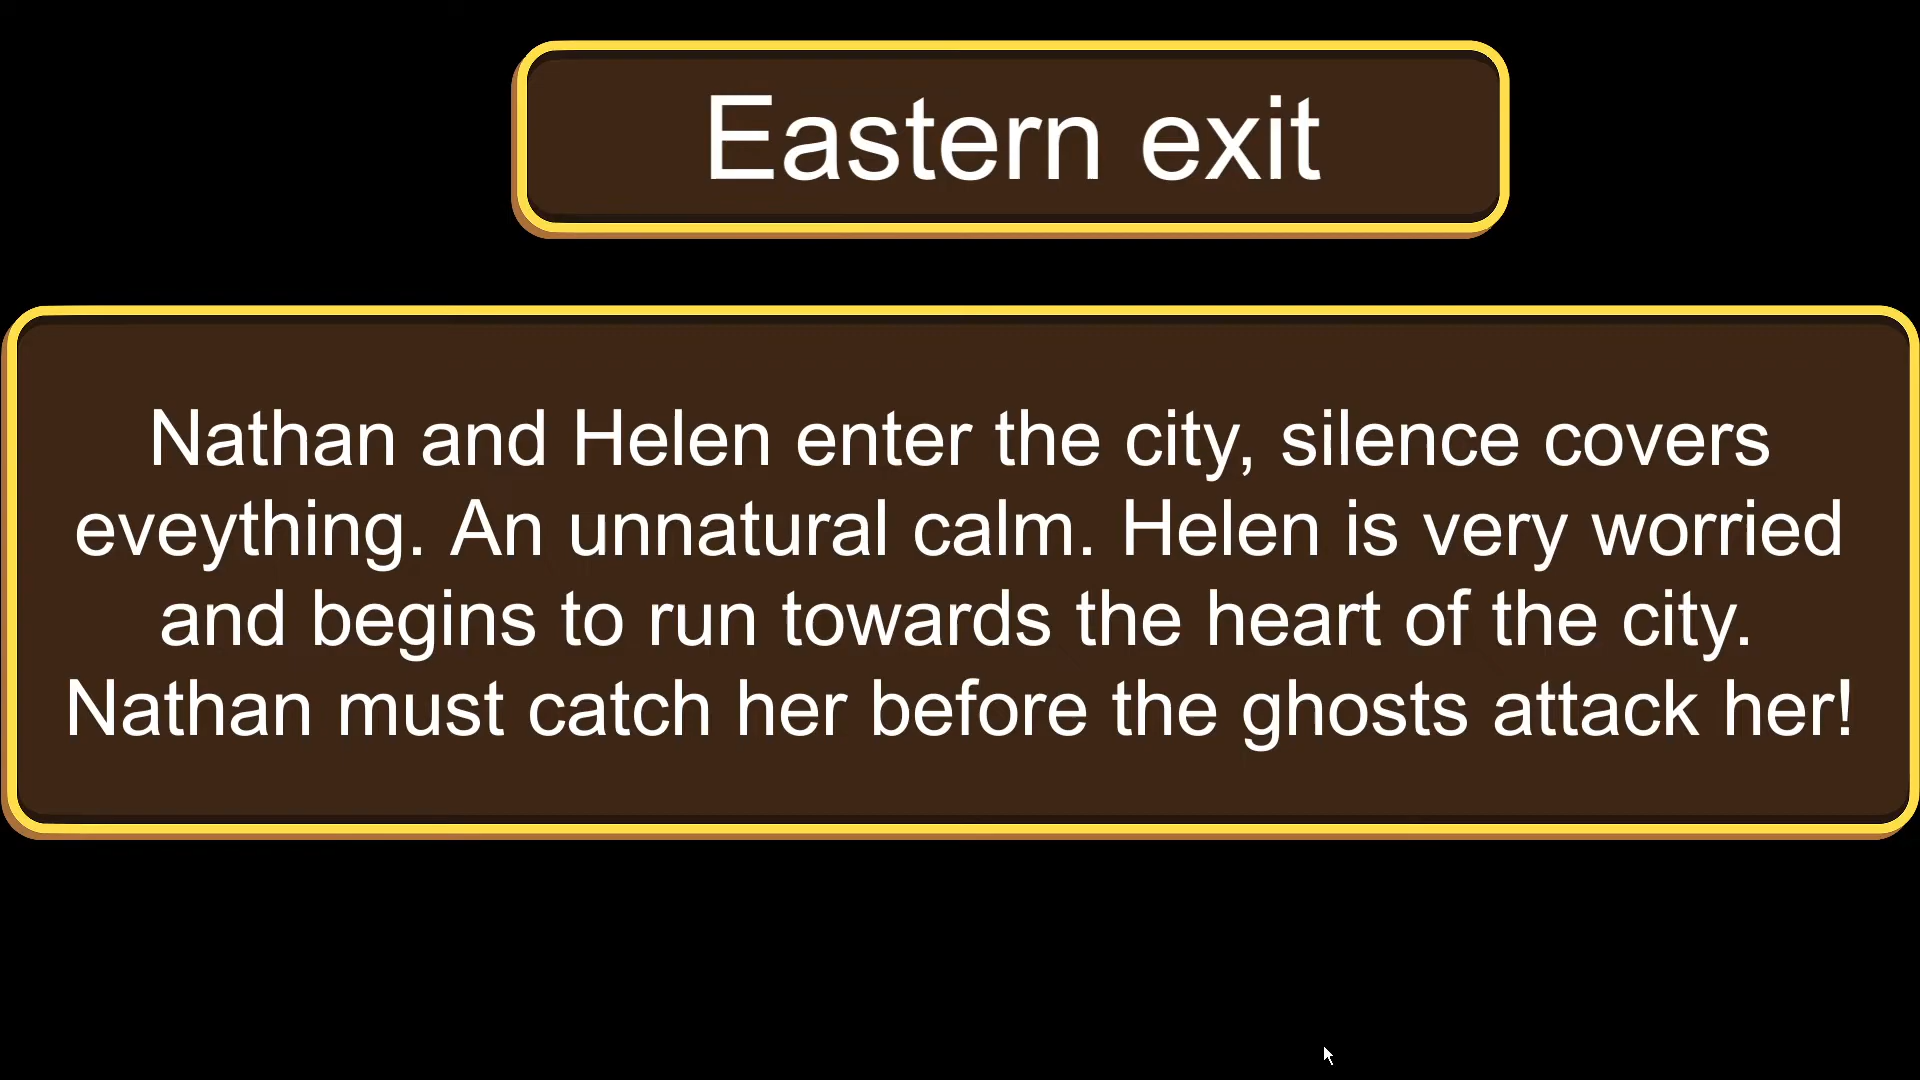 Eastern exit
Nathan and Helen enter the city, silence covers
eveything. An unnatural calm. Helen is very worried
and begins to run towards the heart of the city.
Nathan must catch her before the ghosts attack her!